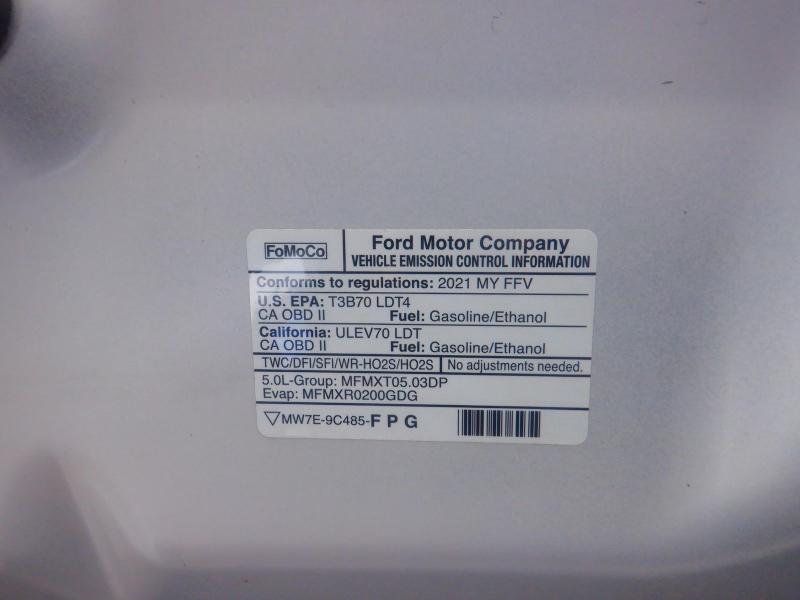 FoMoCo
Ford Motor Company
VEHICLE EMISSION CONTROL INFORMATION
Conforms to regulations: 2021 MY FFV
U.S. EPA: T3B70 LDT4
CA OBD II Fuel: Gasoline/Ethanol
California: ULEV70 LDT
CA OBD II Fuel: Gasoline/Ethanol
TWC/DFI/SFI/WR-HO2S/HO2S No adjustments needed.
5.0L-Group: MFMXT05.03DP
Evap: MFMXR0200GDG
MW7E-9C485-F P G